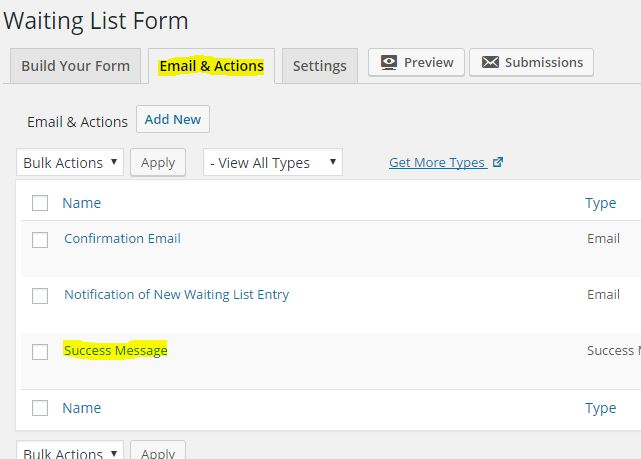 Waiting List Form
Build Your Form Email & Actions Settings Preview Submissions
Email & Actions Add New
Bulk Actions Apply - View All Types Get More Types
Name Type
Confirmation Email Email
Notification of New Waiting List Entry Email
Success Message Success
Name Type
Bulk Actions Apply